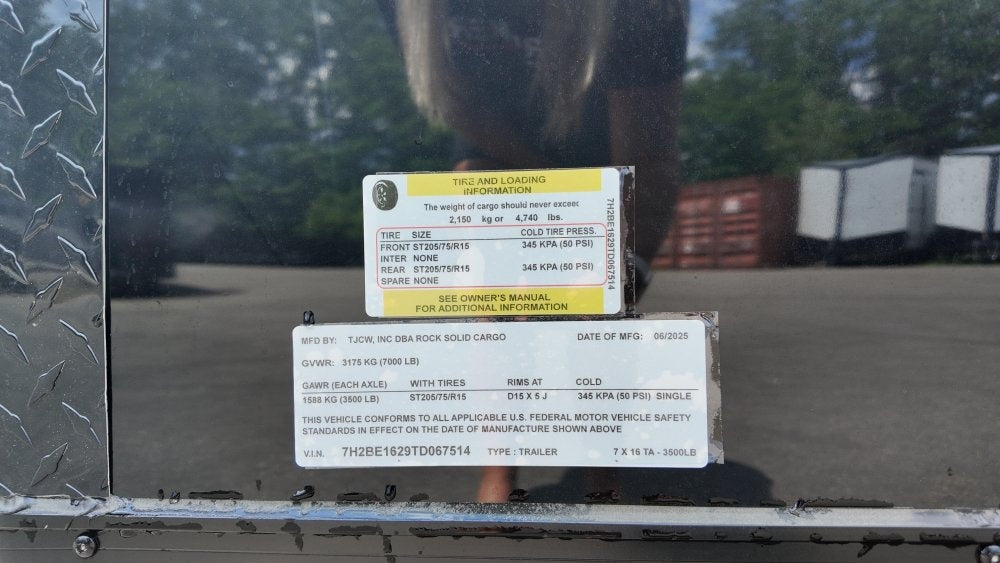 TIRE AND LOADING
INFORMATION
The weight of cargo should never exceed
2,150 kg or 4,740 lbs.
TIRE SIZE COLD TIRE PRESS.
FRONT ST205/75/R15 345 KPA (50 PSI)
INTER NONE
REAR ST205/75/R15 345 KPA (50 PSI)
SPARE NONE
SEE OWNER'S MANUAL
FOR ADDITIONAL INFORMATION
7H2BE1629TD067514
MFD BY: TJCW, INC DBA ROCK SOLID CARGO DATE OF MFG: 06/2025
GVWR: 3175 KG (7000 LB)
GAWR (EACH AXLE) WITH TIRES RIMS AT COLD
1588 KG (3500 LB) ST205/75/R15 D15 X 5 J 345 KPA (50 PSI) SINGLE
THIS VEHICLE CONFORMS TO ALL APPLICABLE U.S. FEDERAL MOTOR VEHICLE SAFETY
STANDARDS IN EFFECT ON THE DATE OF MANUFACTURE SHOWN ABOVE
V.I.N. 7H2BE1629TD067514 TYPE : TRAILER 7 X 16 TA - 3500LB